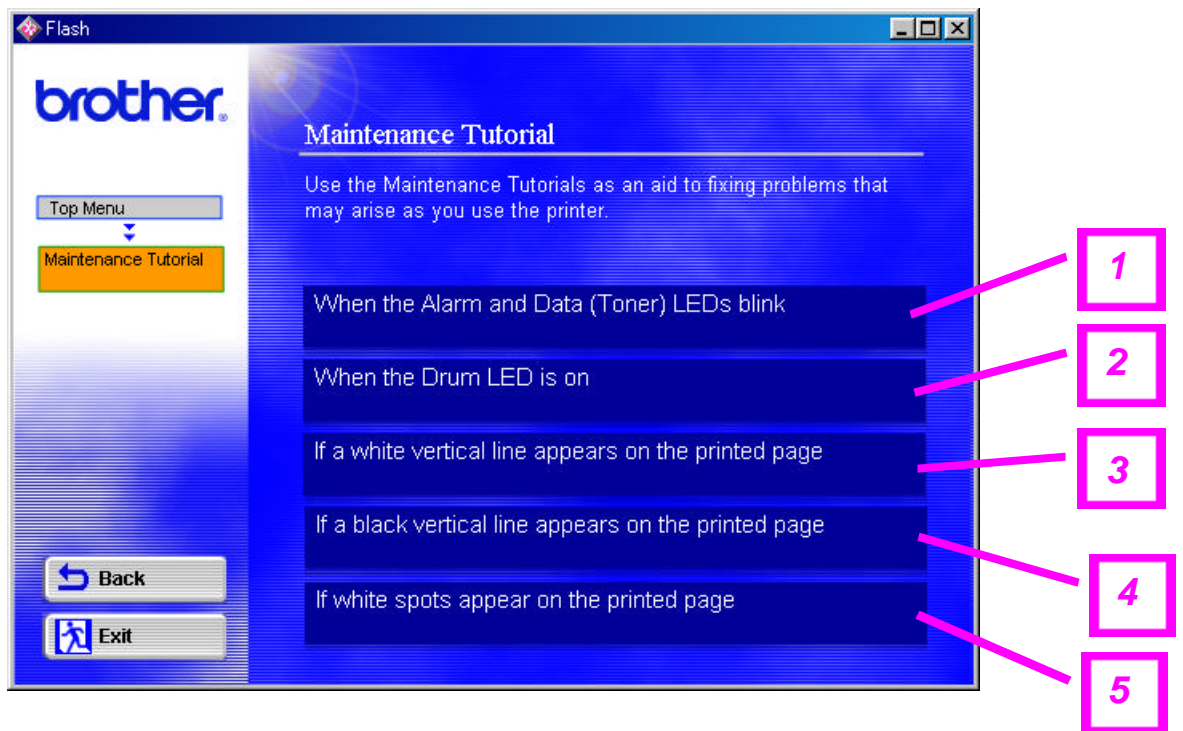 Flash
brother®
Maintenance Tutorial
Use the Maintenance Tutorials as an aid to fixing problems that
may arise as you use the printer.
Top Menu
Maintenance Tutorial
When the Alarm and Data (Toner) LEDs blink
1
When the Drum LED is on
2
If a white vertical line appears on the printed page
3
If a black vertical line appears on the printed page
4
If white spots appear on the printed page
5
Back
Exit